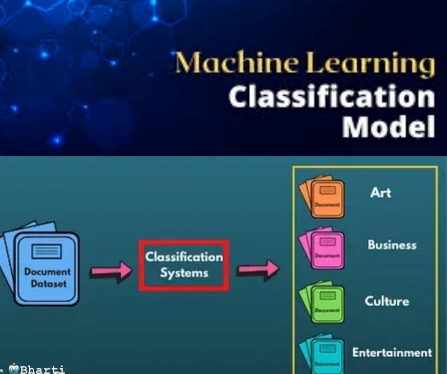 Machine Learning
Classification
Model
Document
Dataset
Classification
Systems
Document
Art
Document
Business
Document
Culture
Document
Entertainment
Bharti